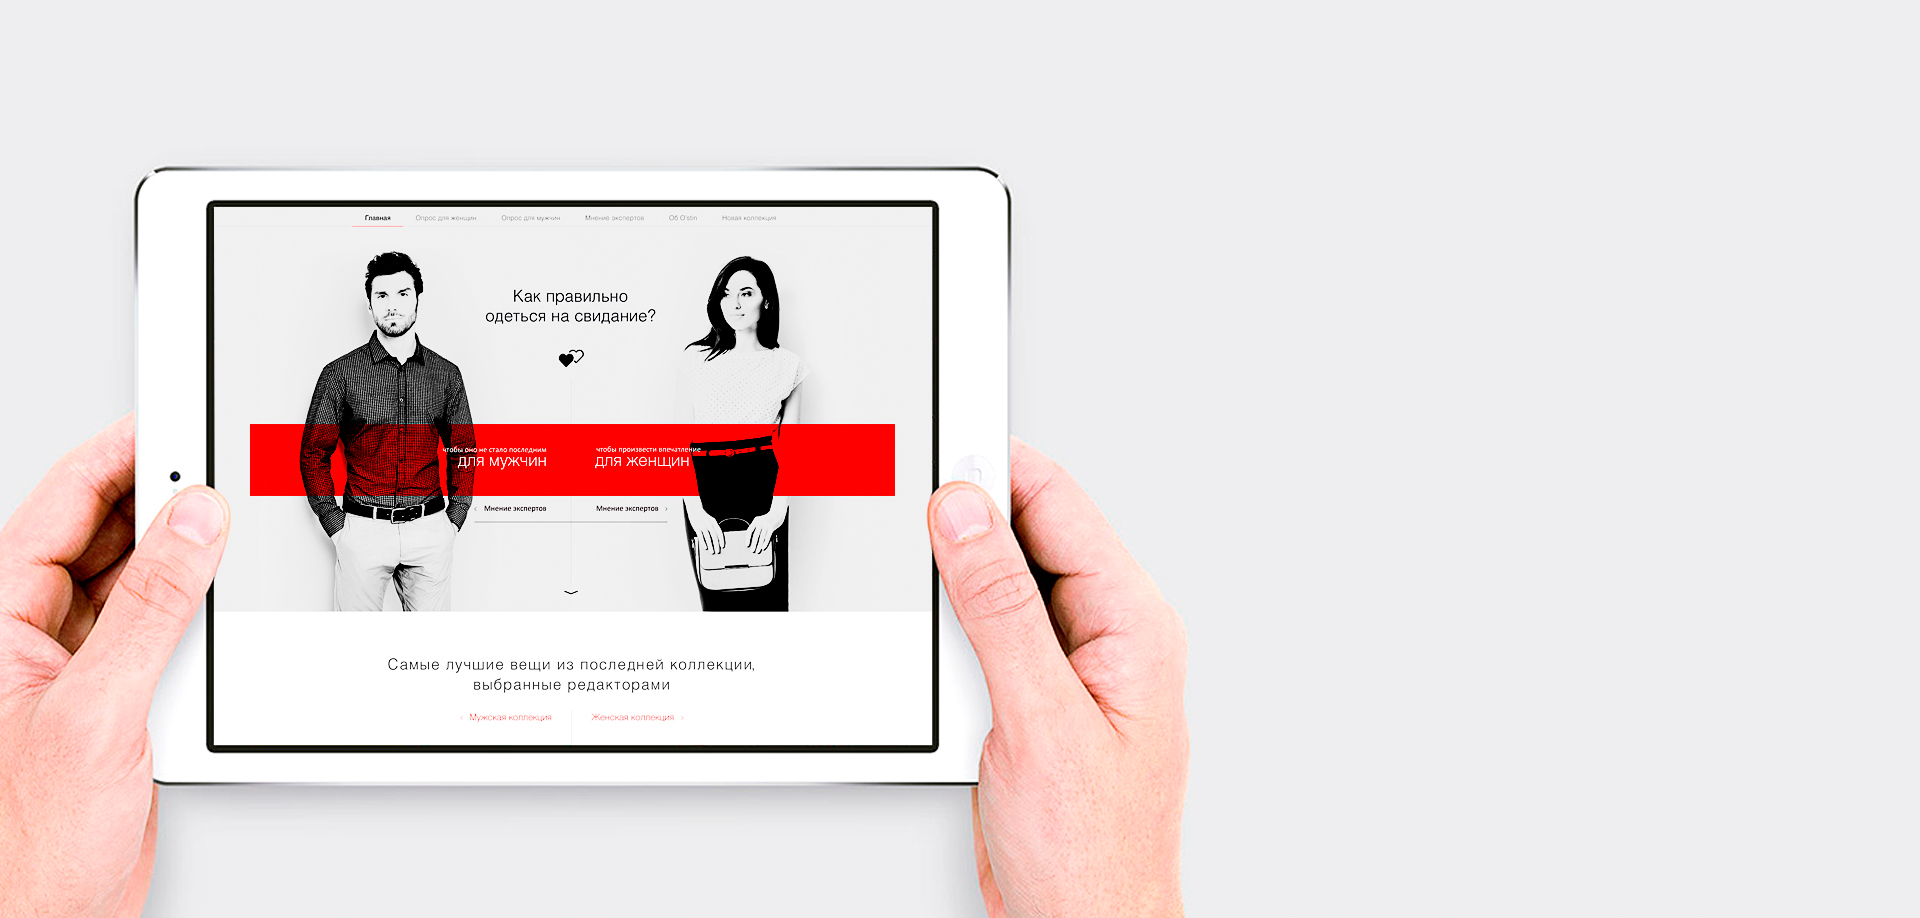 Главная
Опрос для женщин
Опрос для мужчин
Мнение экспертов
Об O'stin
Новая коллекция
Как правильно
одеться на свидание?
чтобы оно не стало последним
для мужчин
чтобы произвести впечатление
для женщин
‹ Мнение экспертов
Мнение экспертов ›
Самые лучшие вещи из последней коллекции,
выбранные редакторами
‹ Мужская коллекция
Женская коллекция ›